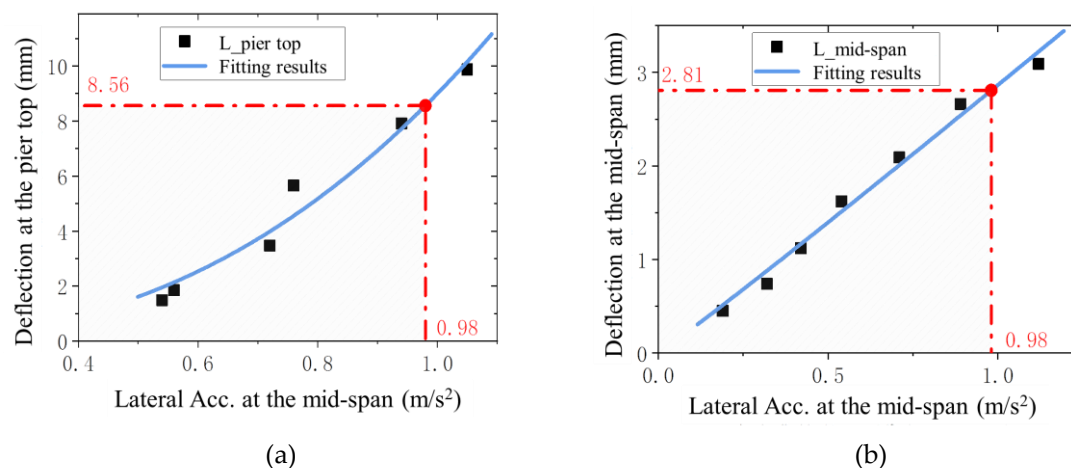 L_pier top
Fitting results
8.56
0.98
10
8
6
4
2
0
0.4
0.6
0.8
1.0
Deflection at the pier top (mm)
Lateral Acc. at the mid-span (m/s²)
(a)
L_mid-span
Fitting results
2.81
0.98
3
2
1
0
0.0
0.5
1.0
Deflection at the mid-span (mm)
Lateral Acc. at the mid-span (m/s²)
(b)